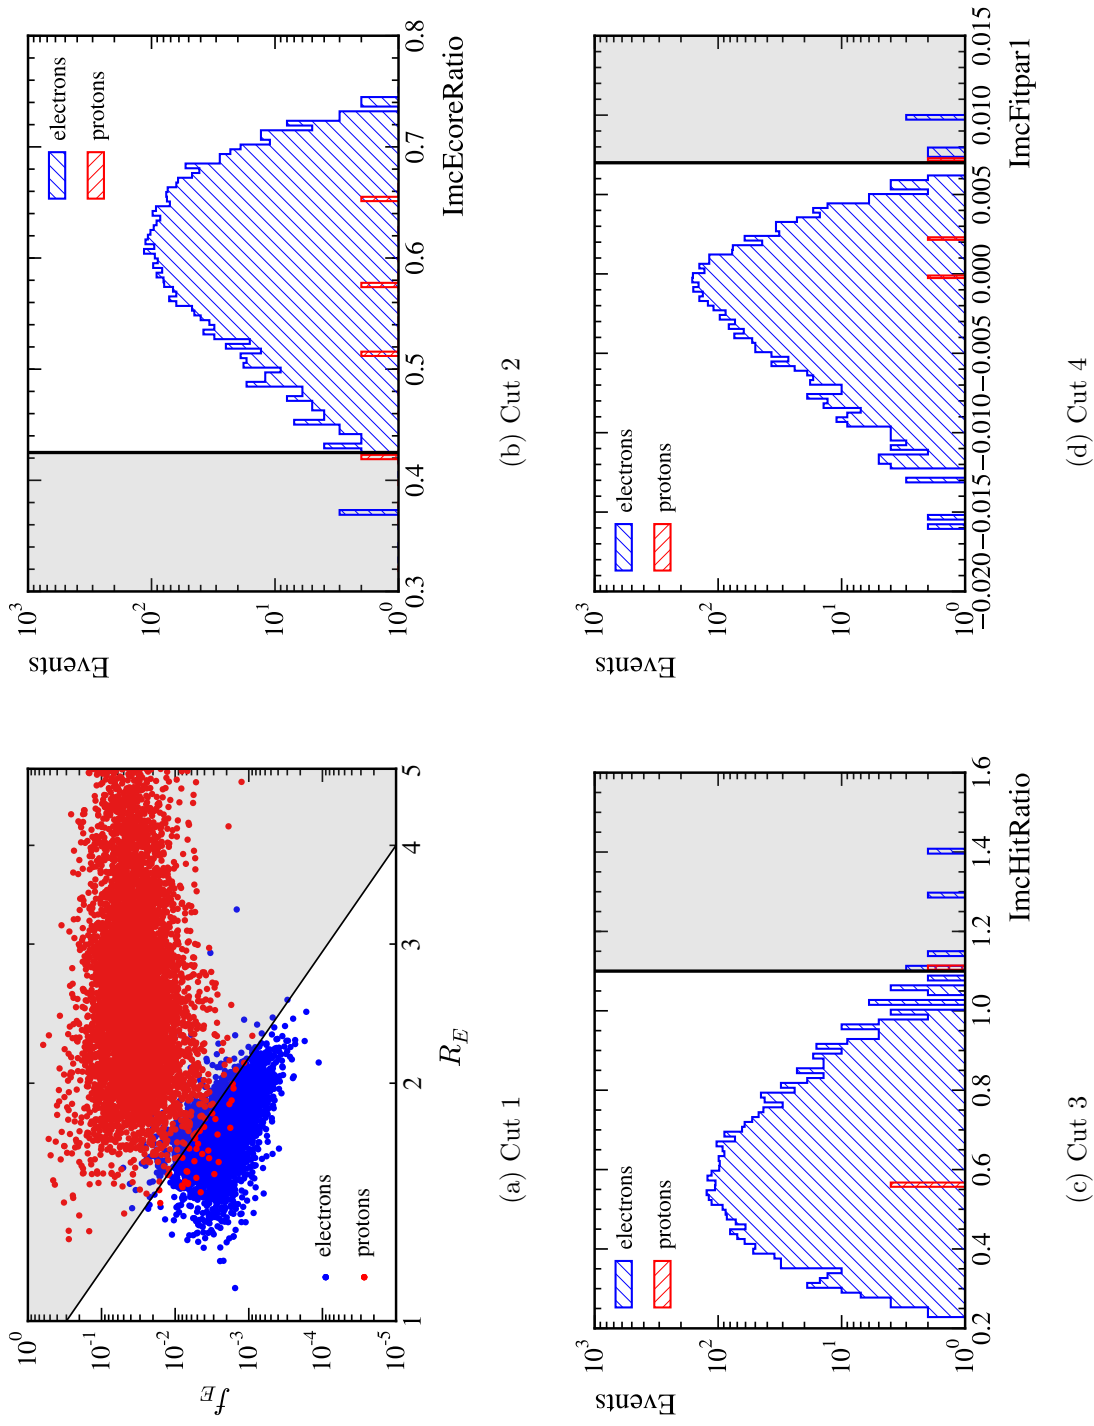 10^0
10^-1
10^-2
10^-3
10^-4
10^-5
f_E
electrons
protons
1
2
3
4
5
R_E
(a) Cut 1
10^3
10^2
10^1
10^0
Events
electrons
protons
0.3
0.4
0.5
0.6
0.7
0.8
ImcEcoreRatio
(b) Cut 2
10^3
10^2
10^1
10^0
Events
electrons
protons
0.2
0.4
0.6
0.8
1.0
1.2
1.4
1.6
ImcHitRatio
(c) Cut 3
10^3
10^2
10^1
10^0
Events
electrons
protons
−0.020
−0.015
−0.010
−0.005
0.000
0.005
0.010
0.015
ImcFitpar1
(d) Cut 4